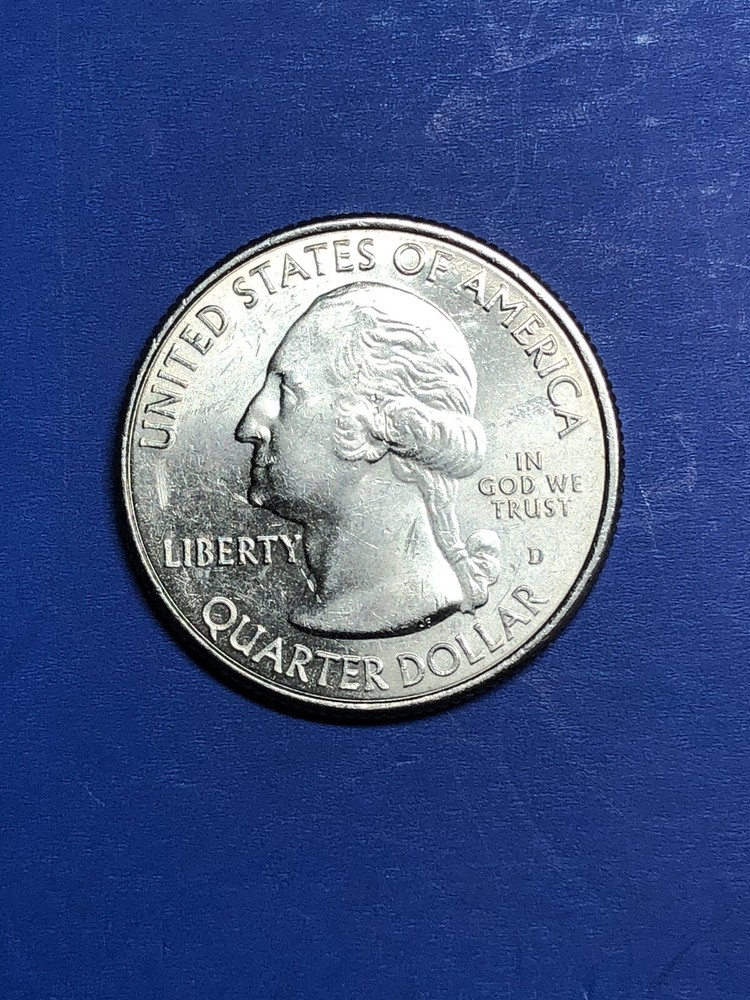 UNITED STATES OF AMERICA
IN
GOD WE
TRUST
LIBERTY
D
QUARTER DOLLAR